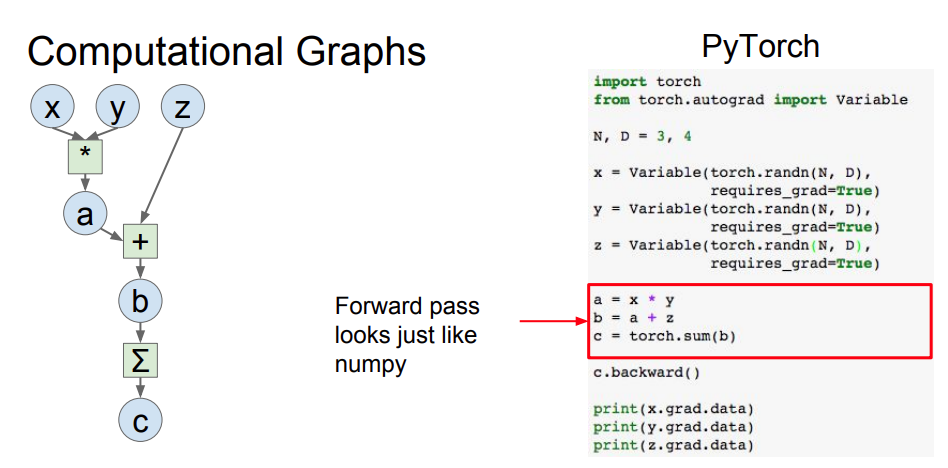 Computational Graphs
x y z
*
a
+
b
Σ
c
Forward pass
looks just like
numpy
PyTorch
import torch
from torch.autograd import Variable
N, D = 3, 4
x = Variable(torch.randn(N, D),
requires_grad=True)
y = Variable(torch.randn(N, D),
requires_grad=True)
z = Variable(torch.randn(N, D),
requires_grad=True)
a = x * y
b = a + z
c = torch.sum(b)
c.backward()
print(x.grad.data)
print(y.grad.data)
print(z.grad.data)